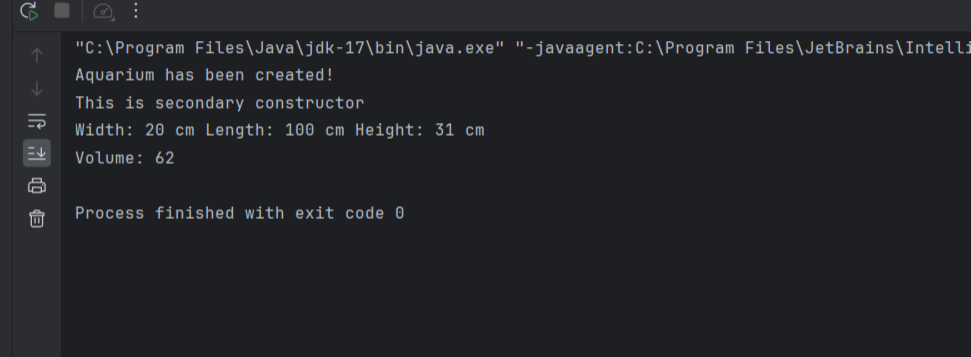 "C:\Program Files\Java\jdk-17\bin\java.exe" "-javaagent:C:\Program Files\JetBrains\Intelli
Aquarium has been created!
This is secondary constructor
Width: 20 cm Length: 100 cm Height: 31 cm
Volume: 62
Process finished with exit code 0